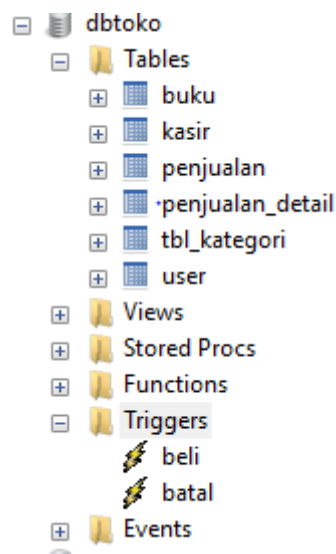 dbtoko
Tables
buku
kasir
penjualan
penjualan_detail
tbl_kategori
user
Views
Stored Procs
Functions
Triggers
beli
batal
Events